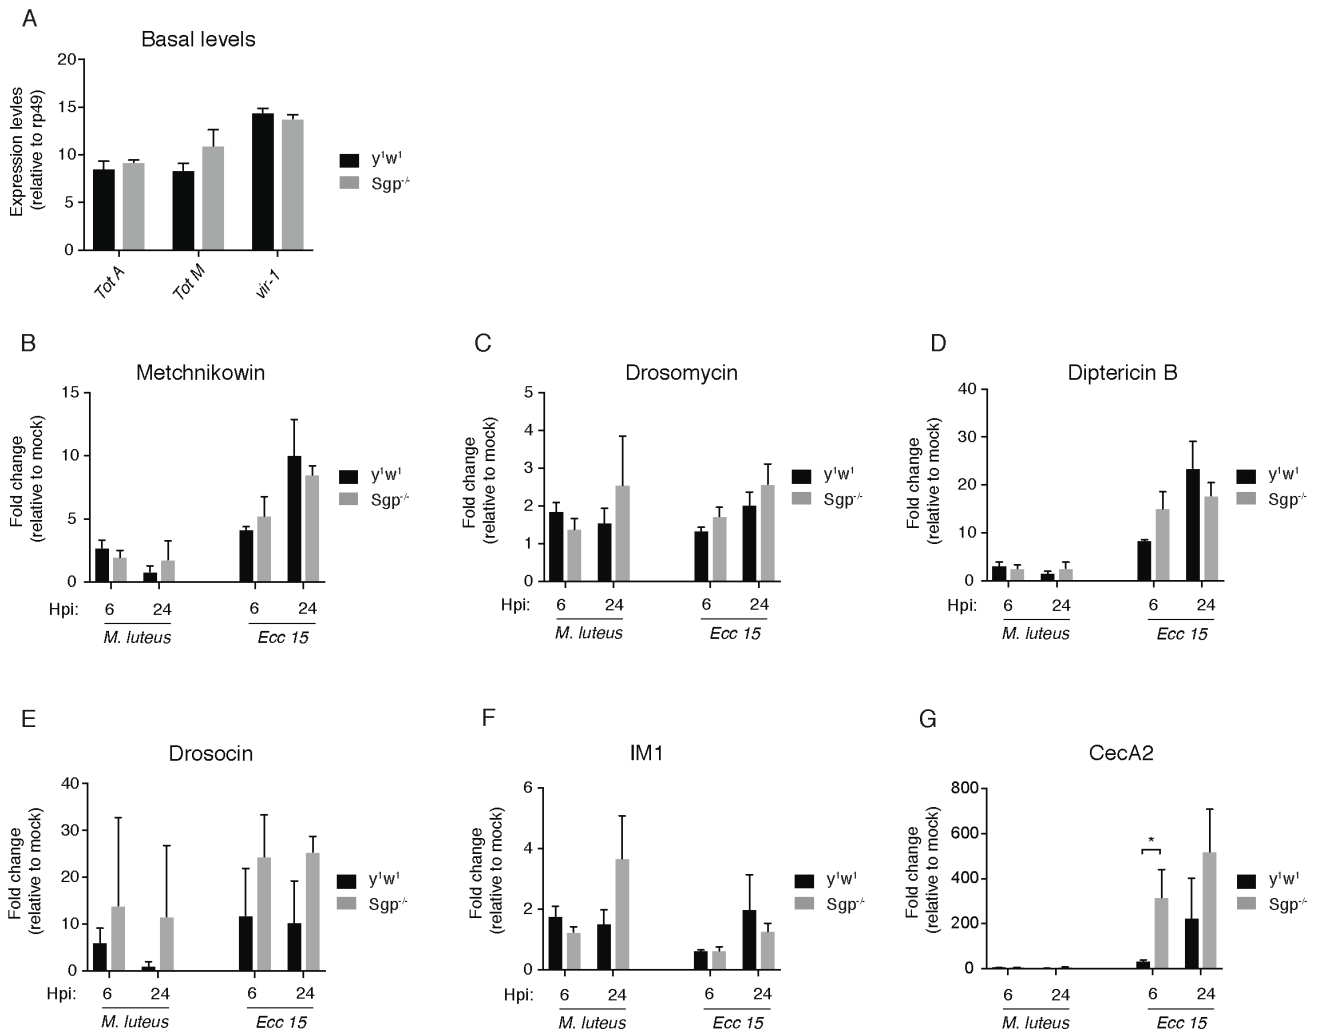 A
Basal levels
Expression levles
(relative to rp49)
20
15
10
5
0
Tot A
Tot M
vir-1
y¹w¹
Sgp⁻/⁻
B
Metchnikowin
Fold change
(relative to mock)
15
10
5
0
Hpi: 6 24 6 24
M. luteus Ecc 15
y¹w¹
Sgp⁻/⁻
C
Drosomycin
Fold change
(relative to mock)
5
4
3
2
1
0
Hpi: 6 24 6 24
M. luteus Ecc 15
y¹w¹
Sgp⁻/⁻
D
Diptericin B
Fold change
(relative to mock)
40
30
20
10
0
Hpi: 6 24 6 24
M. luteus Ecc 15
y¹w¹
Sgp⁻/⁻
E
Drosocin
Fold change
(relative to mock)
40
30
20
10
0
Hpi: 6 24 6 24
M. luteus Ecc 15
y¹w¹
Sgp⁻/⁻
F
IM1
Fold change
(relative to mock)
6
4
2
0
Hpi: 6 24 6 24
M. luteus Ecc 15
y¹w¹
Sgp⁻/⁻
G
CecA2
Fold change
(relative to mock)
800
600
400
200
0
*
Hpi: 6 24 6 24
M. luteus Ecc 15
y¹w¹
Sgp⁻/⁻